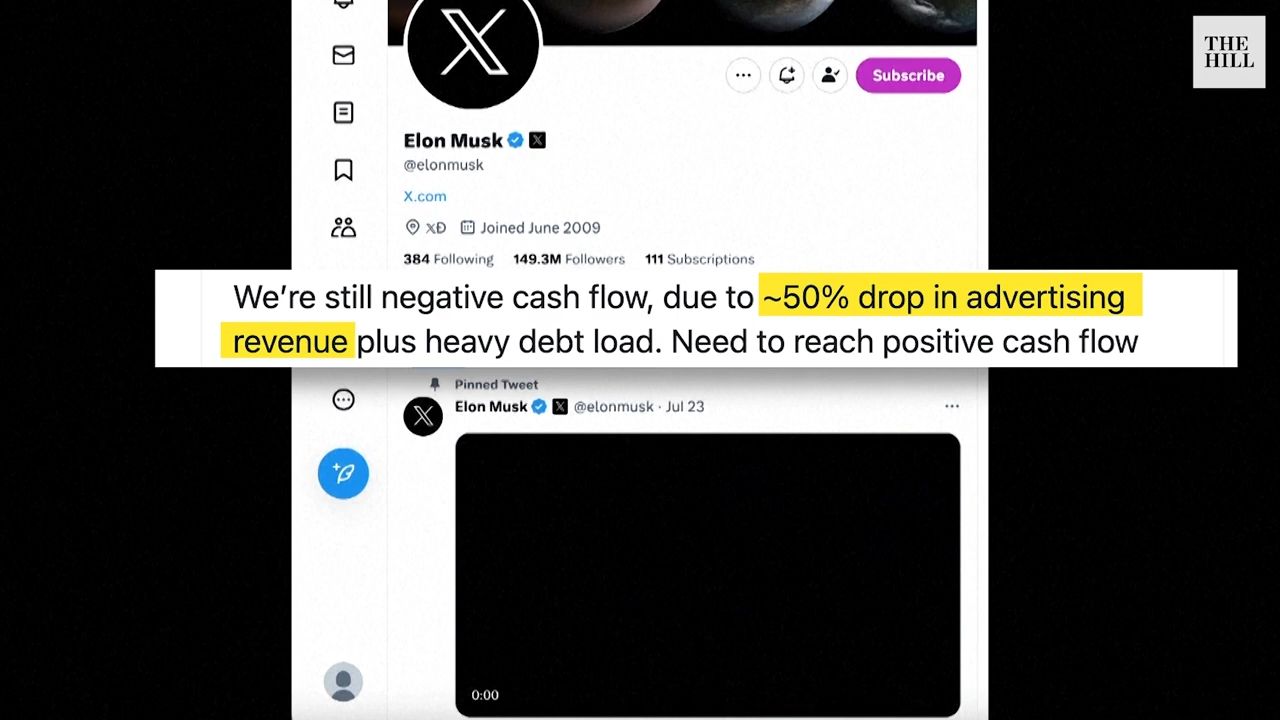 THE
HILL
Subscribe
Elon Musk
@elonmusk
X.com
XĐ Joined June 2009
384 Following 149.3M Followers 111 Subscriptions
We're still negative cash flow, due to ~50% drop in advertising
revenue plus heavy debt load. Need to reach positive cash flow
Pinned Tweet
Elon Musk @elonmusk · Jul 23
0:00